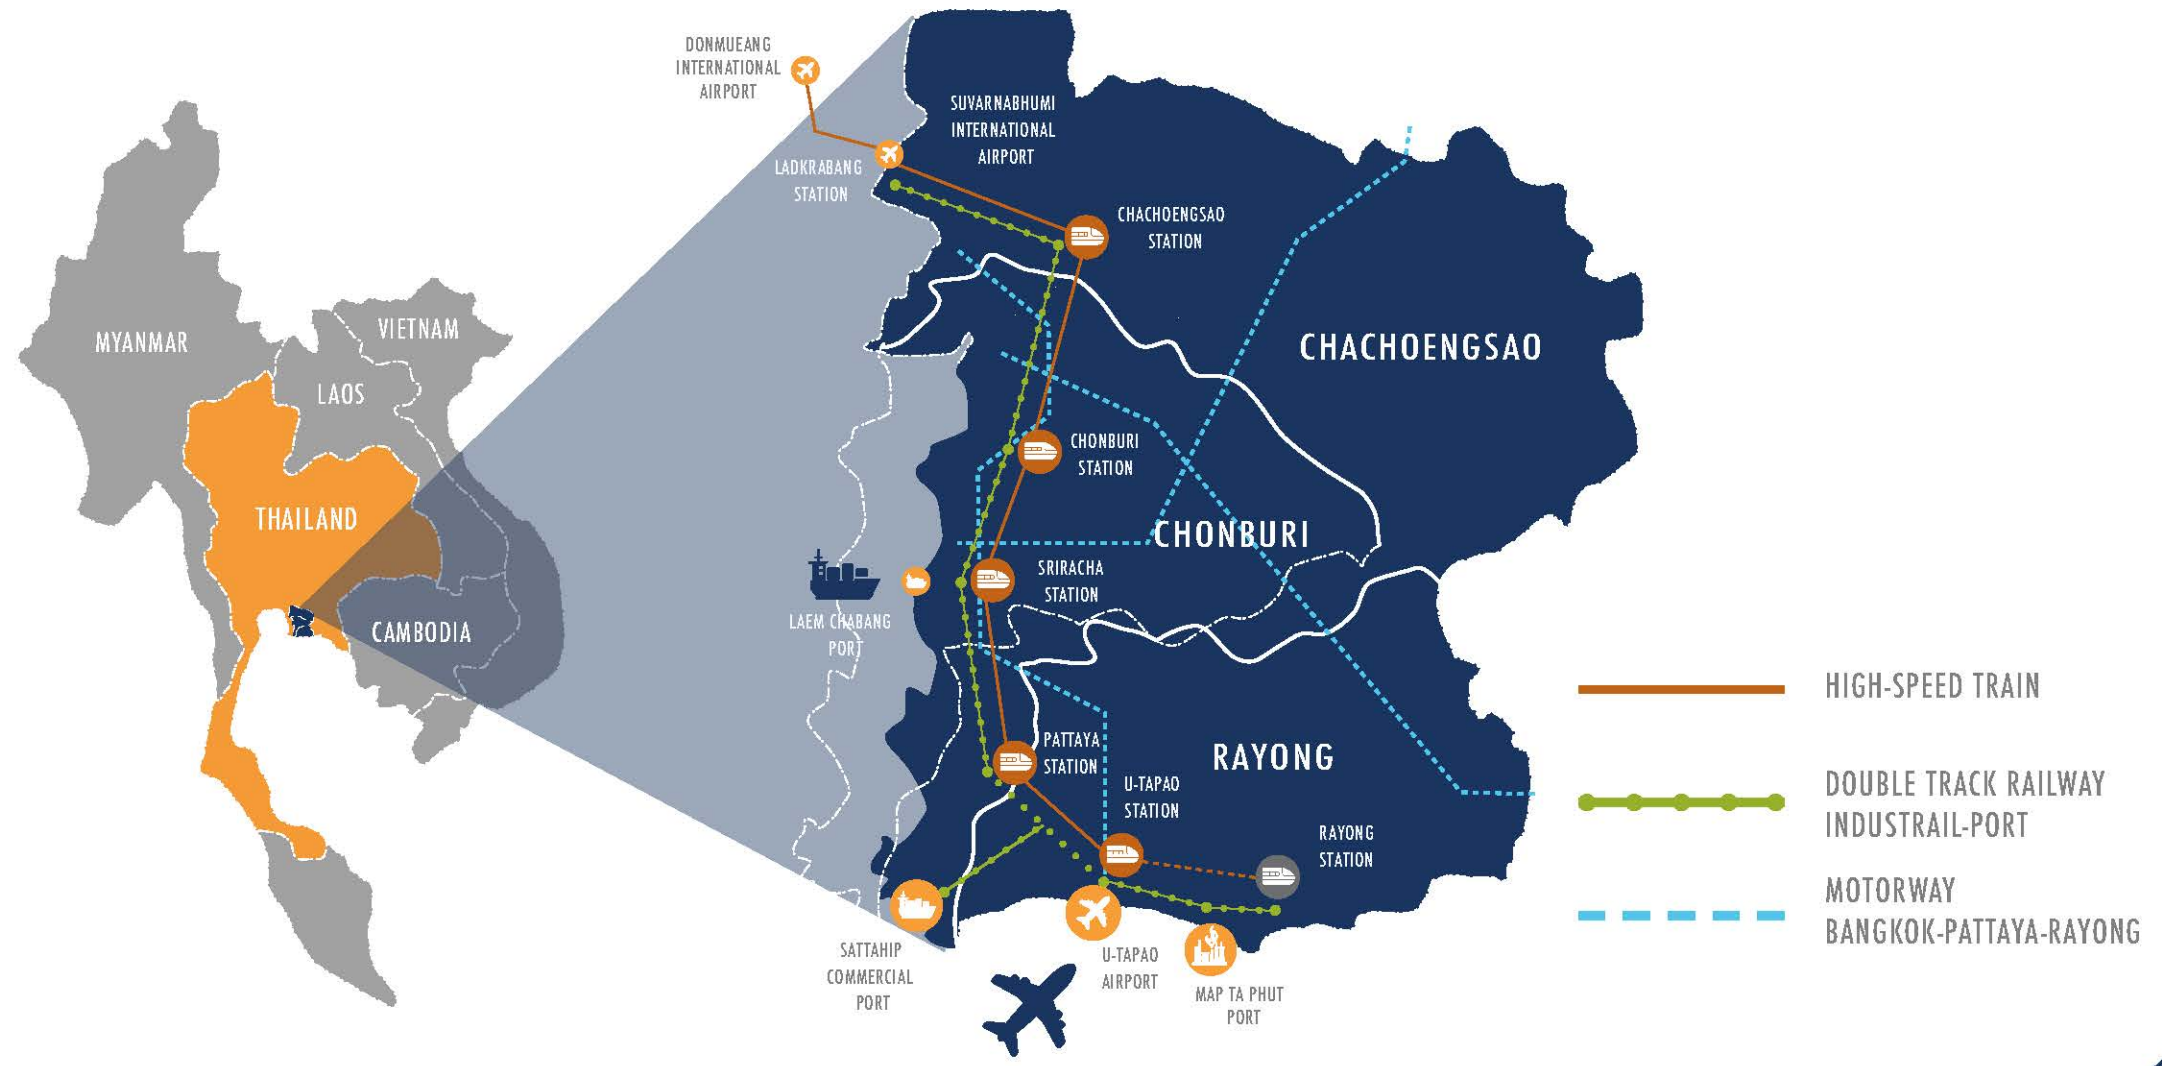 DONMUEANG
INTERNATIONAL
AIRPORT
SUVARNABHUMI
INTERNATIONAL
AIRPORT
LADKRABANG
STATION
CHACHOENGSAO
STATION
MYANMAR
VIETNAM
LAOS
THAILAND
CAMBODIA
CHACHOENGSAO
CHONBURI
STATION
CHONBURI
SRIRACHA
STATION
LAEM CHABANG
PORT
PATTAYA
STATION
RAYONG
U-TAPAO
STATION
RAYONG
STATION
SATTAHIP
COMMERCIAL
PORT
U-TAPAO
AIRPORT
MAP TA PHUT
PORT
HIGH-SPEED TRAIN
DOUBLE TRACK RAILWAY
INDUSTRAIL-PORT
MOTORWAY
BANGKOK-PATTAYA-RAYONG